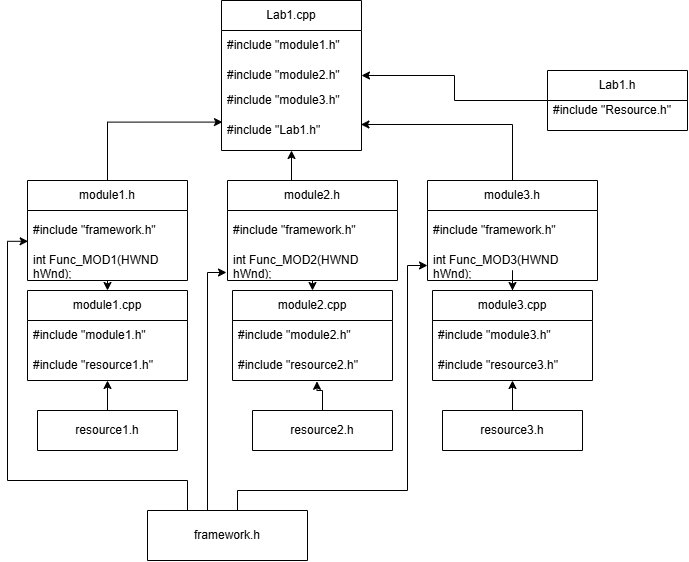 Lab1.cpp
#include "module1.h"
#include "module2.h"
#include "module3.h"
#include "Lab1.h"
Lab1.h
#include "Resource.h"
module1.h
#include "framework.h"
int Func_MOD1(HWND
hWnd);
module2.h
#include "framework.h"
int Func_MOD2(HWND
hWnd);
module3.h
#include "framework.h"
int Func_MOD3(HWND
hWnd);
module1.cpp
#include "module1.h"
#include "resource1.h"
module2.cpp
#include "module2.h"
#include "resource2.h"
module3.cpp
#include "module3.h"
#include "resource3.h"
resource1.h
resource2.h
resource3.h
framework.h